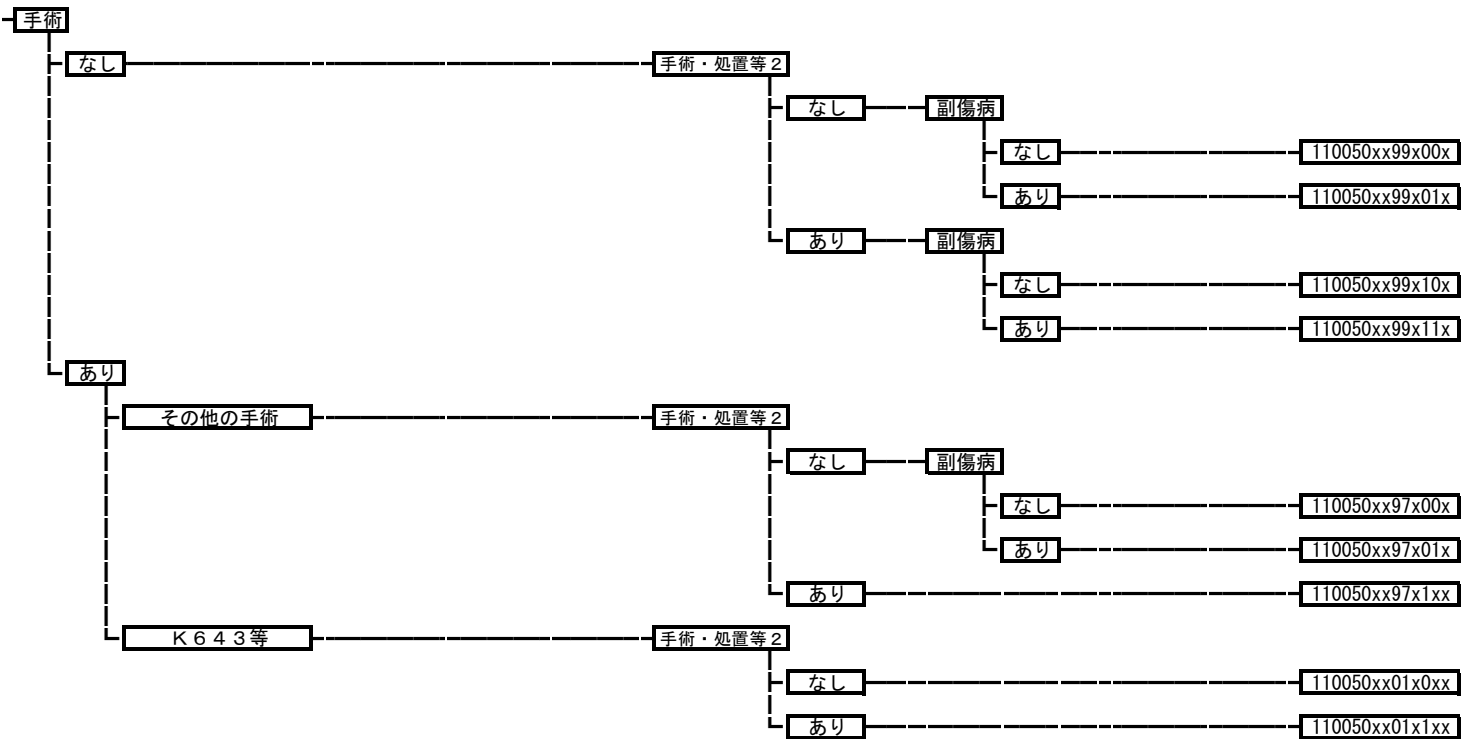 手術
なし 手術・処置等２
なし 副傷病
なし 110050xx99x00x
あり 110050xx99x01x
あり 副傷病
なし 110050xx99x10x
あり 110050xx99x11x
あり
その他の手術 手術・処置等２
なし 副傷病
なし 110050xx97x00x
あり 110050xx97x01x
あり 110050xx97x1xx
Ｋ６４３等 手術・処置等２
なし 110050xx01x0xx
あり 110050xx01x1xx